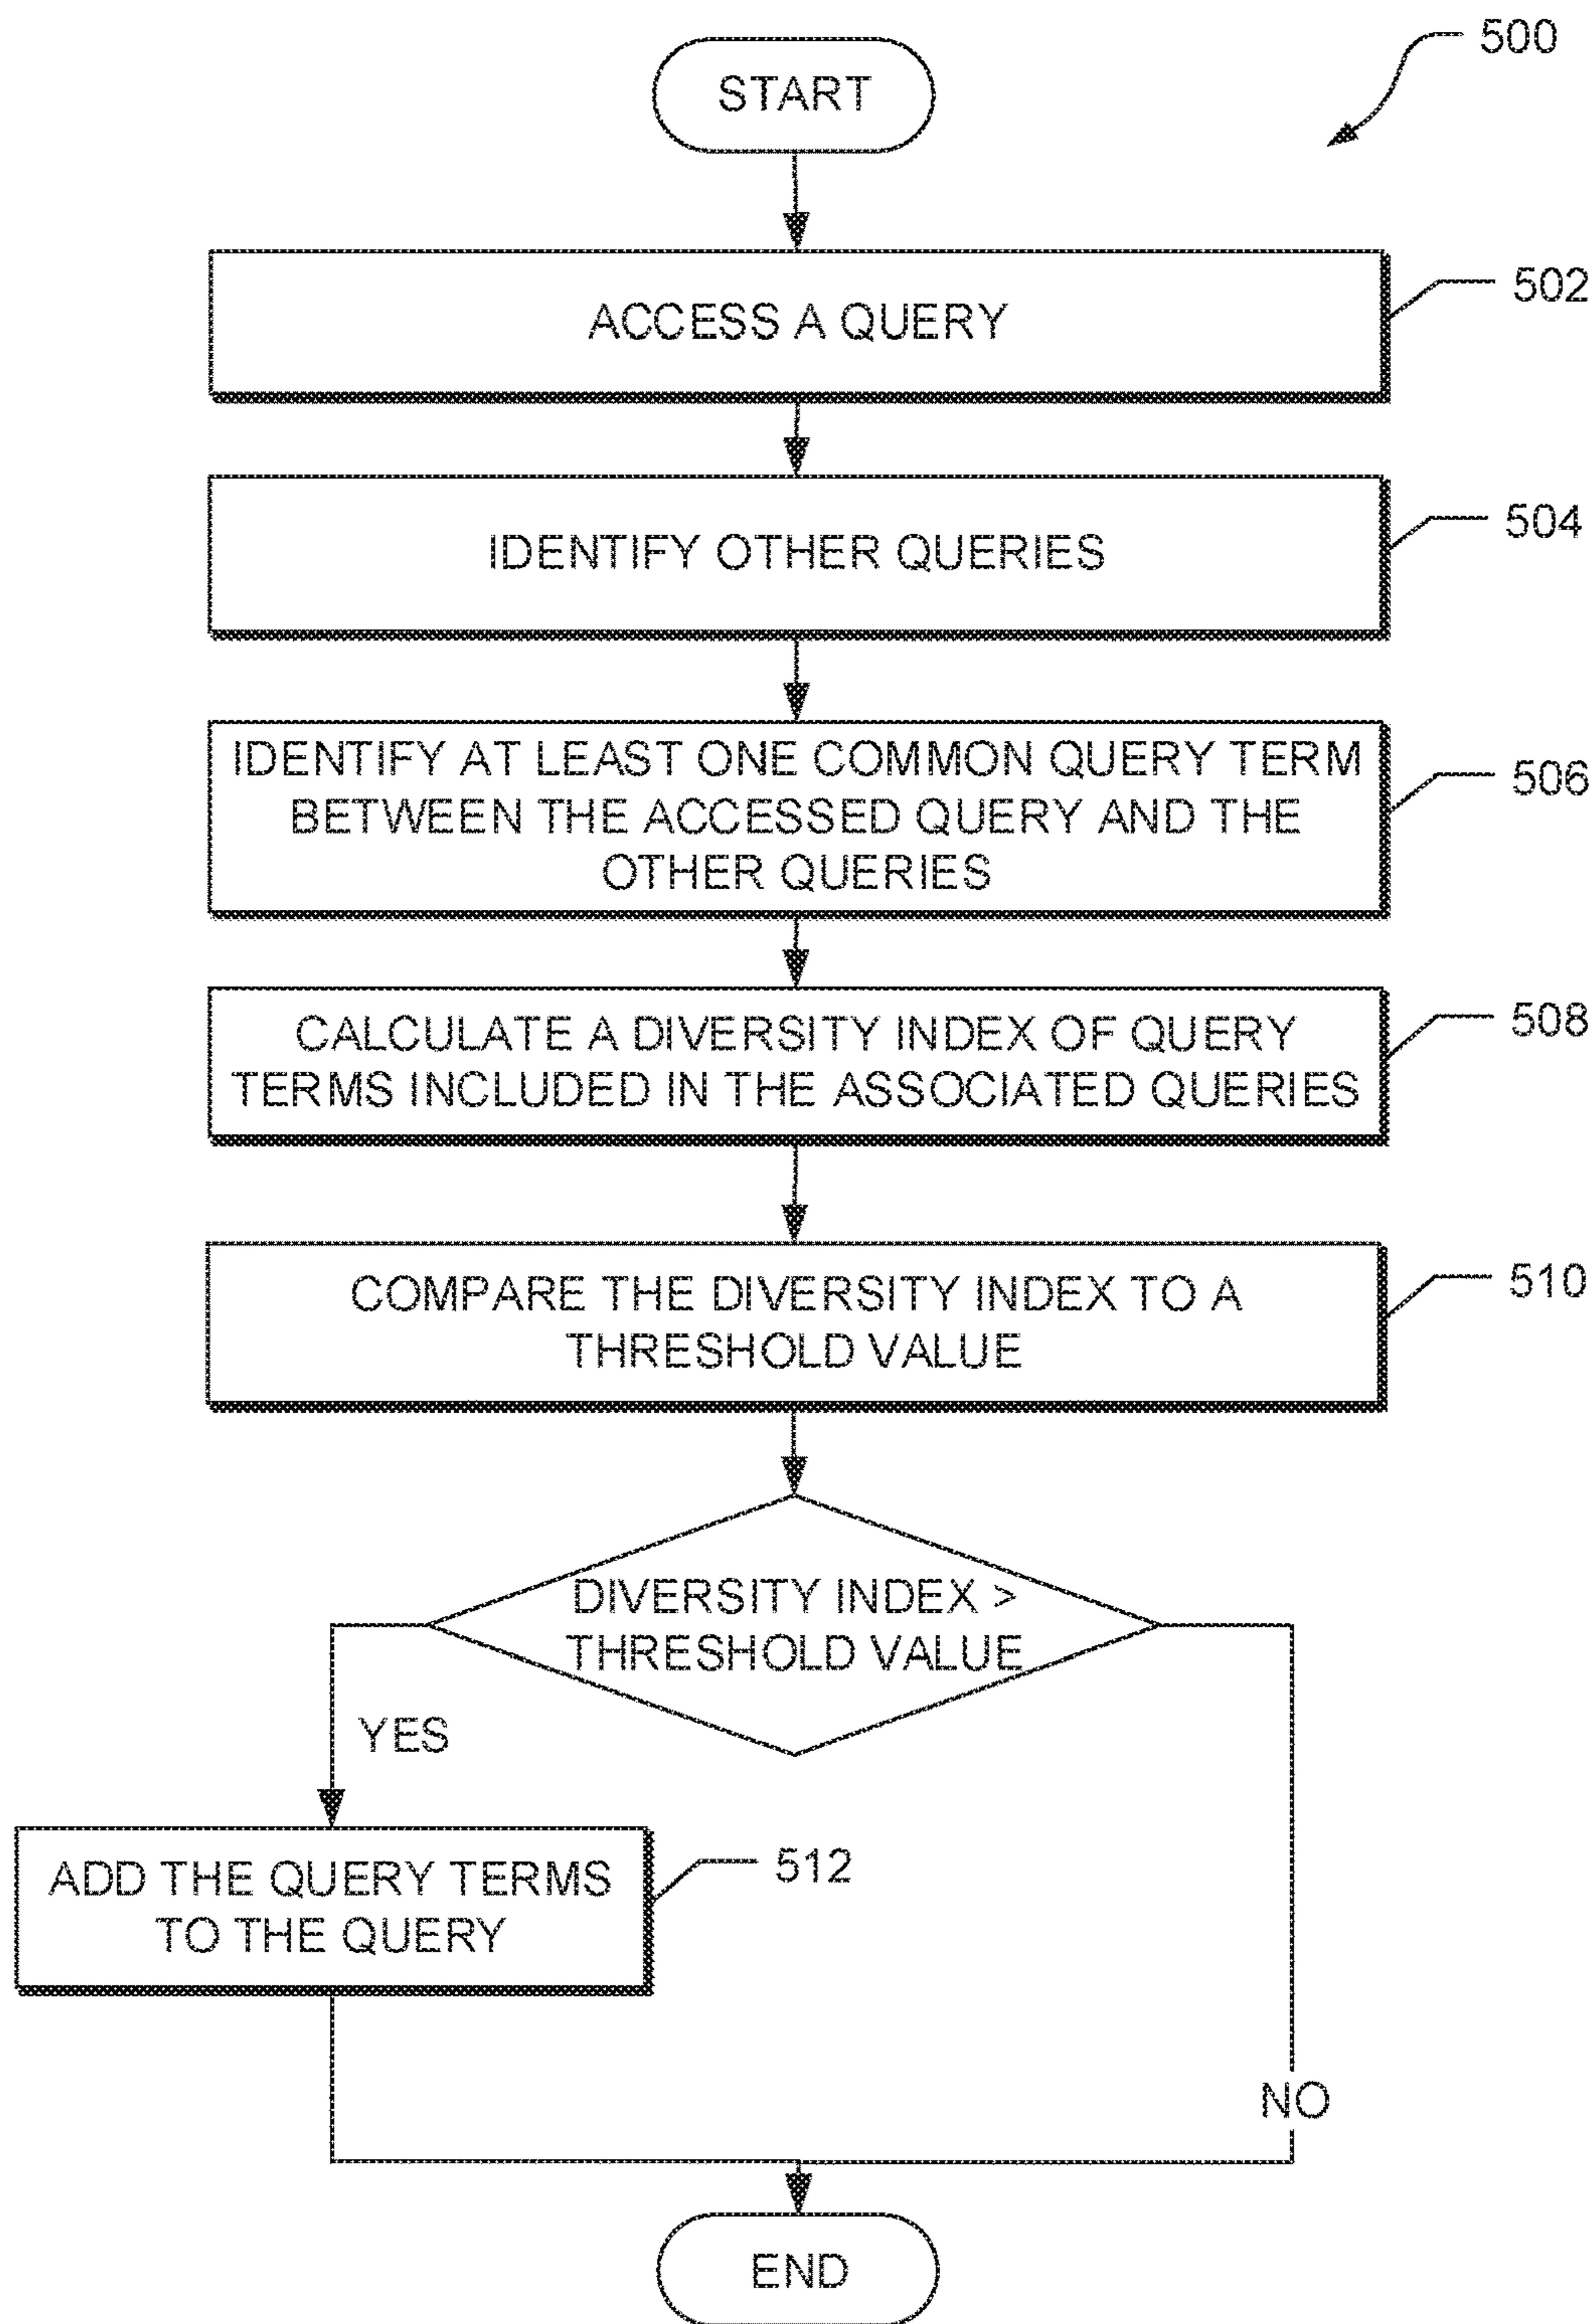 500
START
ACCESS A QUERY
502
IDENTIFY OTHER QUERIES
504
IDENTIFY AT LEAST ONE COMMON QUERY TERM
BETWEEN THE ACCESSED QUERY AND THE
OTHER QUERIES
506
CALCULATE A DIVERSITY INDEX OF QUERY
TERMS INCLUDED IN THE ASSOCIATED QUERIES
508
COMPARE THE DIVERSITY INDEX TO A
THRESHOLD VALUE
510
DIVERSITY INDEX >
THRESHOLD VALUE
YES
ADD THE QUERY TERMS
TO THE QUERY
512
NO
END